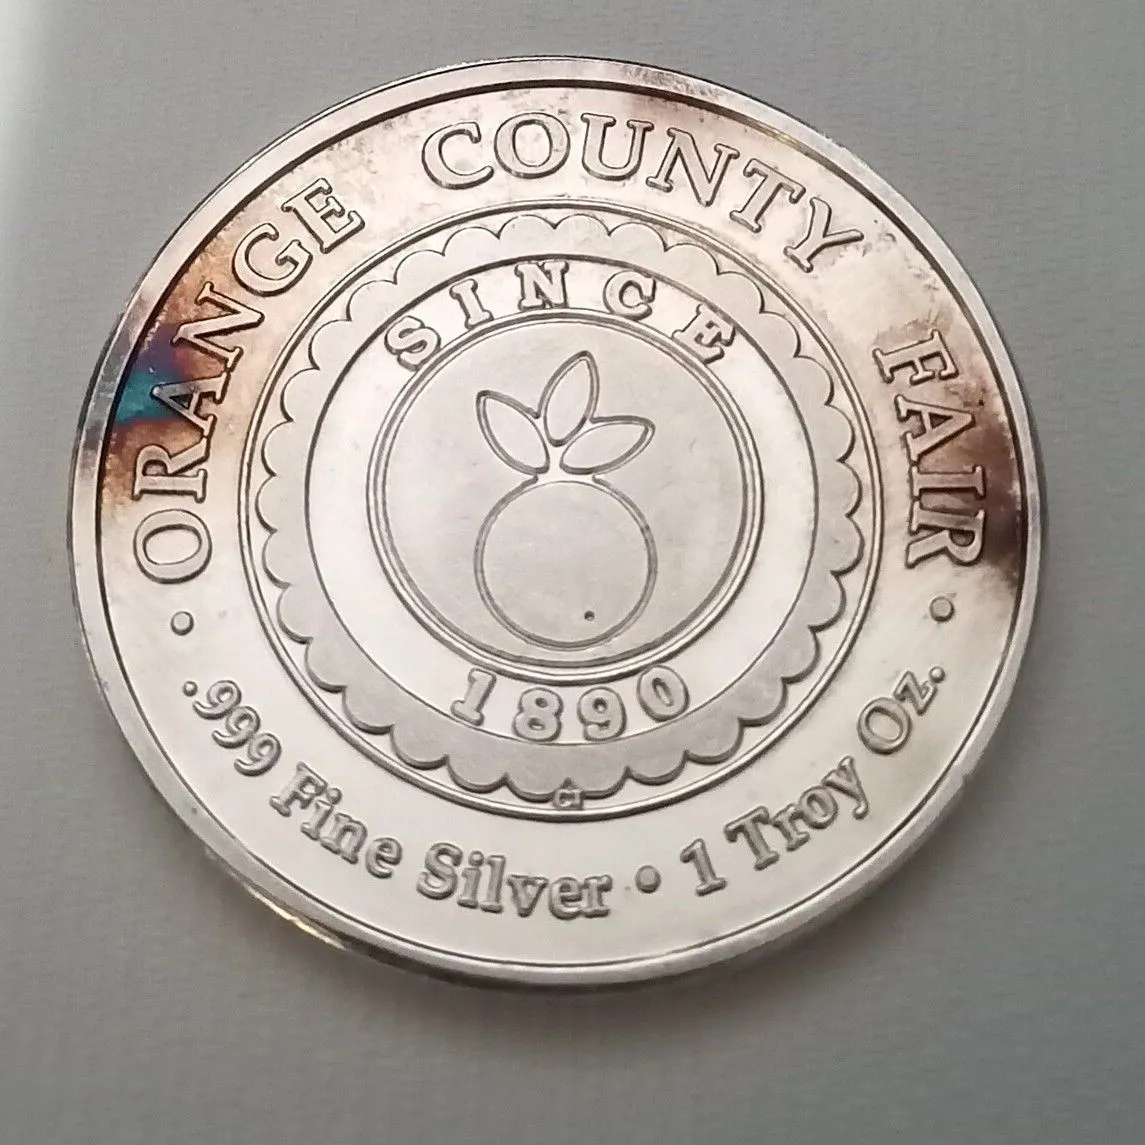 ORANGE COUNTY FAIR
SINCE
1890
.999 Fine Silver · 1 Troy Oz.